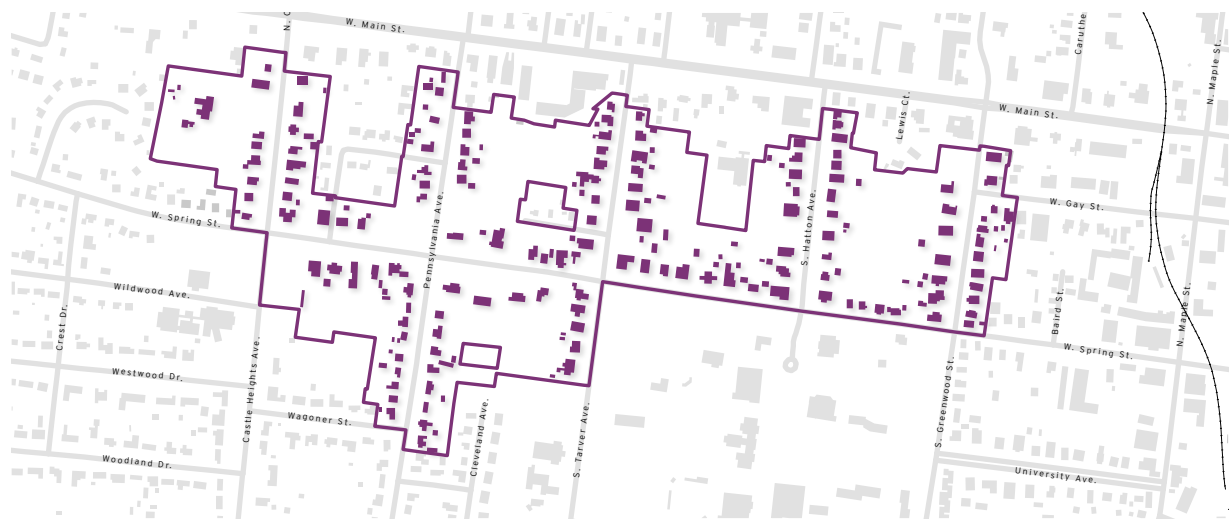 N. C
W. Main St.
Caruthe
N. Maple St.
W. Main St.
Lewis Ct.
W. Spring St.
Pennsylvania Ave.
S. Hatton Ave.
W. Gay St.
Wildwood Ave.
Crest Dr.
Baird St.
N. Maple St.
W. Spring St.
Westwood Dr.
Castle Heights Ave.
Wagoner St.
Cleveland Ave.
S. Tarver Ave.
S. Greenwood St.
Woodland Dr.
University Ave.